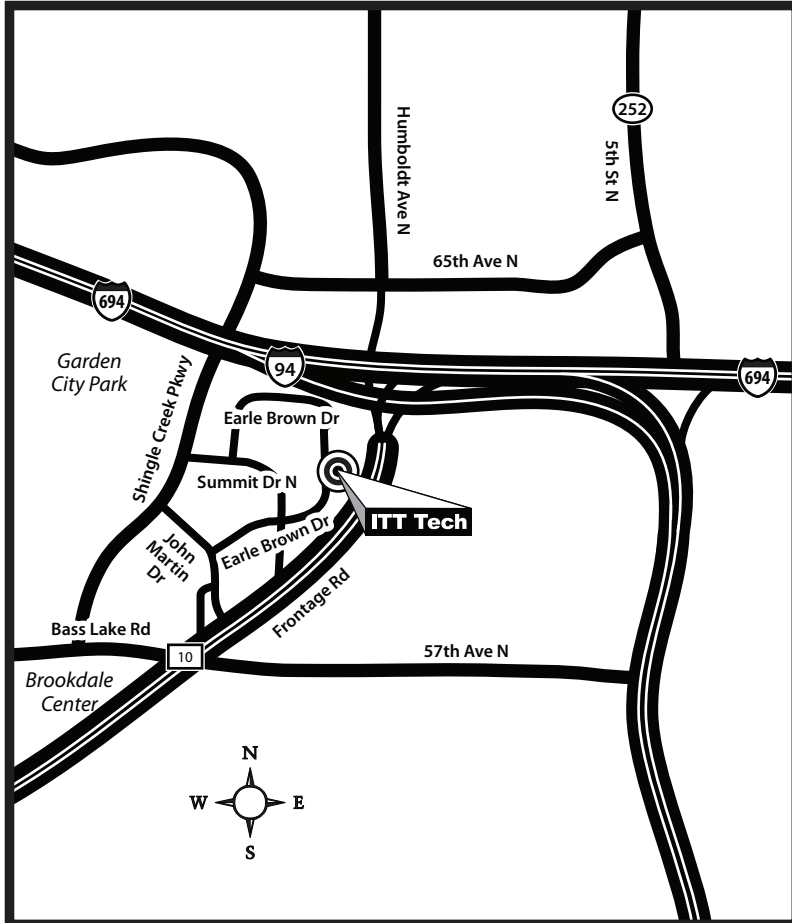 252
Humboldt Ave N
5th St N
65th Ave N
694
Garden
City Park
94
694
Shingle Creek Pkwy
Earle Brown Dr
Summit Dr N
ITT Tech
Earle Brown Dr
John
Martin
Dr
Frontage Rd
Bass Lake Rd
10
57th Ave N
Brookdale
Center
N
W
E
S